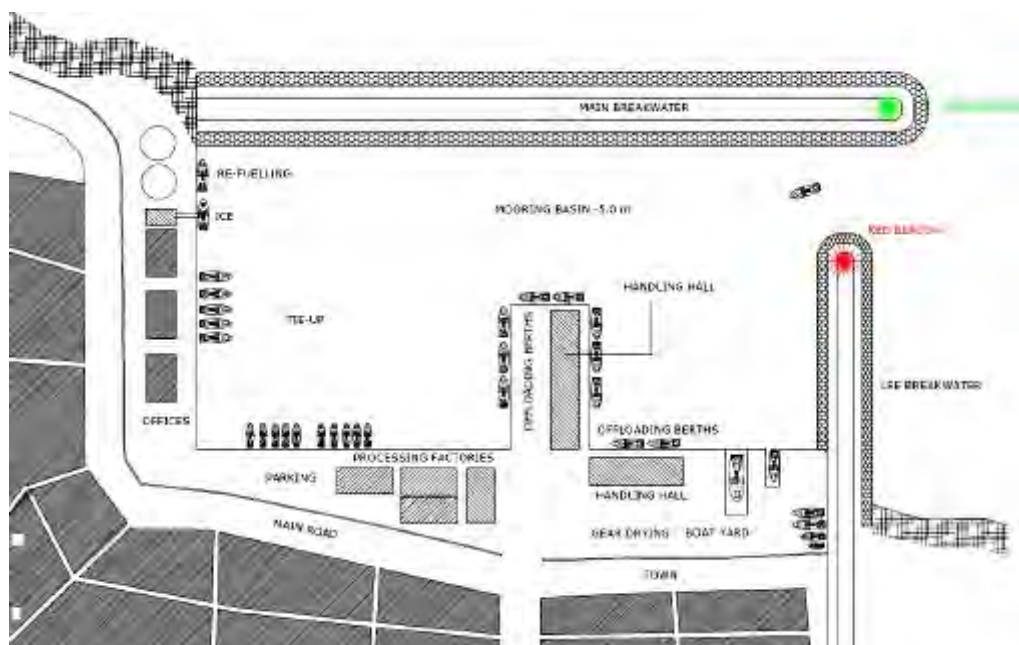 MAIN BREAKWATER
RE-FUELLING
ICE
MOORING BASIN -5.0 m
RED BEACON
HANDLING HALL
TIE-UP
OFFLOADING BERTHS
LEE BREAKWATER
OFFICES
OFFLOADING BERTHS
PROCESSING FACTORIES
PARKING
HANDLING HALL
MAIN ROAD
GEAR DRYING
BOAT YARD
TOWN